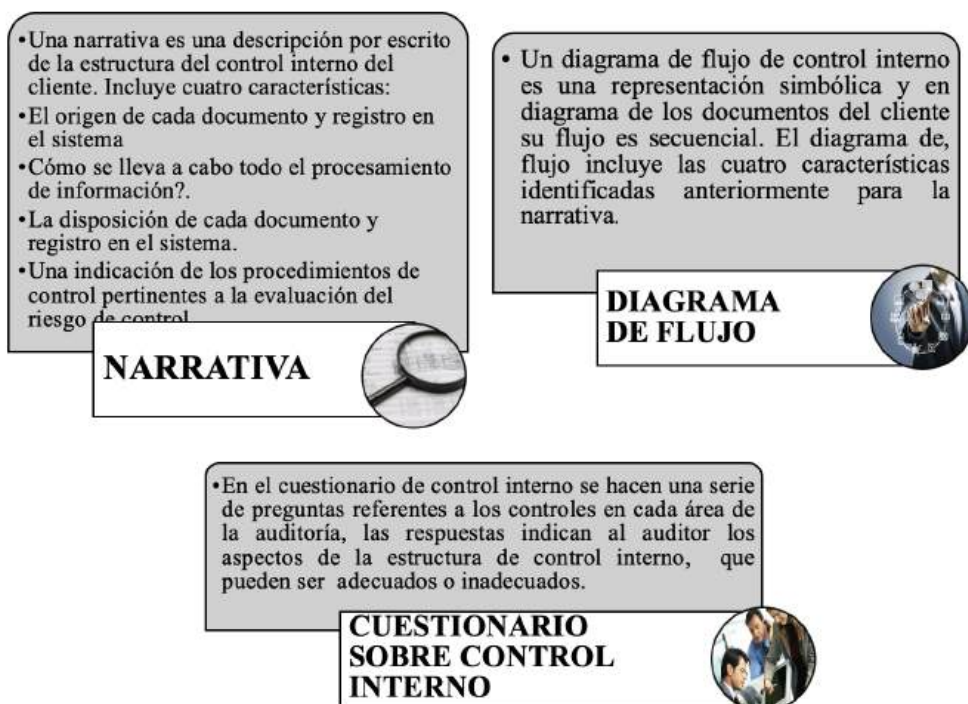 •Una narrativa es una descripción por escrito
de la estructura del control interno del
cliente. Incluye cuatro características:
•El origen de cada documento y registro en
el sistema
•Cómo se lleva a cabo todo el procesamiento
de información?.
•La disposición de cada documento y
registro en el sistema.
•Una indicación de los procedimientos de
control pertinentes a la evaluación del
riesgo de control
NARRATIVA
• Un diagrama de flujo de control interno
es una representación simbólica y en
diagrama de los documentos del cliente
su flujo es secuencial. El diagrama de,
flujo incluye las cuatro características
identificadas anteriormente para la
narrativa.
DIAGRAMA
DE FLUJO
•En el cuestionario de control interno se hacen una serie
de preguntas referentes a los controles en cada área de
la auditoría, las respuestas indican al auditor los
aspectos de la estructura de control interno, que
pueden ser adecuados o inadecuados.
CUESTIONARIO
SOBRE CONTROL
INTERNO